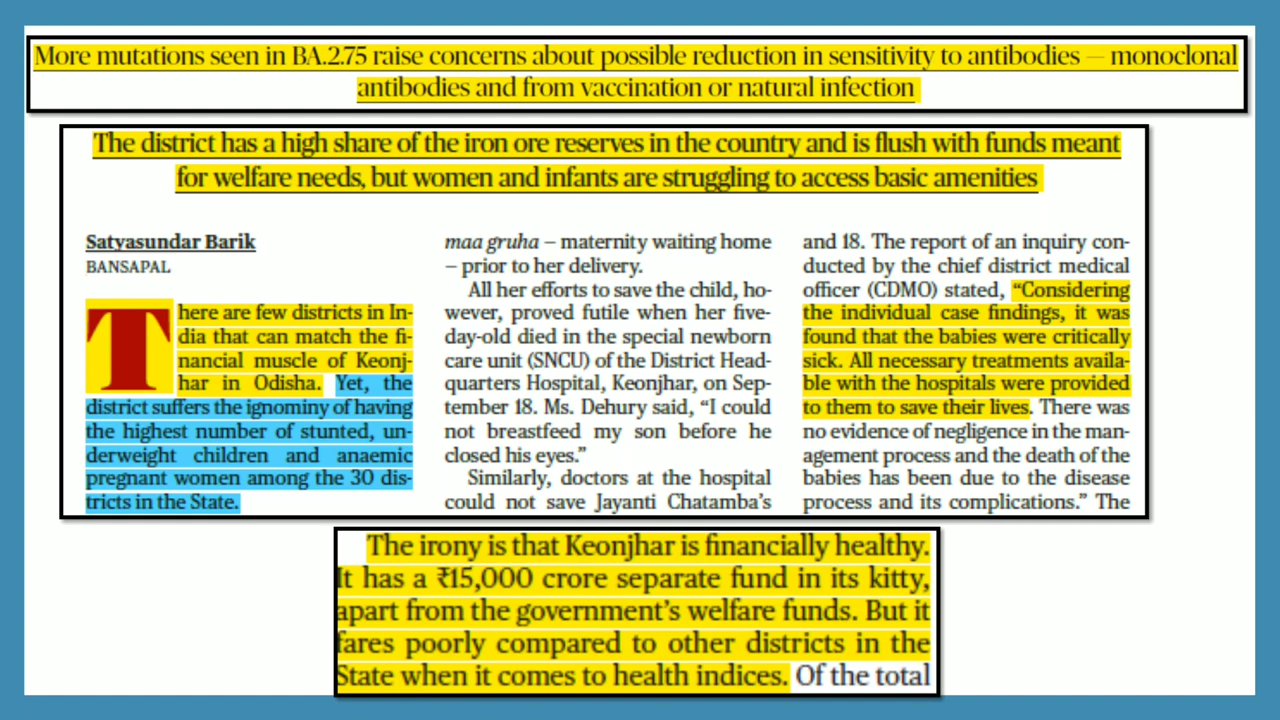 More mutations seen in BA.2.75 raise concerns about possible reduction in sensitivity to antibodies — monoclonal
antibodies and from vaccination or natural infection
The district has a high share of the iron ore reserves in the country and is flush with funds meant
for welfare needs, but women and infants are struggling to access basic amenities
Satyasundar Barik
BANSAPAL
There are few districts in In-
dia that can match the fi-
nancial muscle of Keonj-
har in Odisha. Yet, the
district suffers the ignominy of having
the highest number of stunted, un-
derweight children and anaemic
pregnant women among the 30 dis-
tricts in the State.
maa gruha – maternity waiting home
– prior to her delivery.
All her efforts to save the child, ho-
wever, proved futile when her five-
day-old died in the special newborn
care unit (SNCU) of the District Head-
quarters Hospital, Keonjhar, on Sep-
tember 18. Ms. Dehury said, “I could
not breastfeed my son before he
closed his eyes.”
Similarly, doctors at the hospital
could not save Jayanti Chatamba’s
and 18. The report of an inquiry con-
ducted by the chief district medical
officer (CDMO) stated, “Considering
the individual case findings, it was
found that the babies were critically
sick. All necessary treatments availa-
ble with the hospitals were provided
to them to save their lives. There was
no evidence of negligence in the man-
agement process and the death of the
babies has been due to the disease
process and its complications.” The
The irony is that Keonjhar is financially healthy.
It has a ₹15,000 crore separate fund in its kitty,
apart from the government’s welfare funds. But it
fares poorly compared to other districts in the
State when it comes to health indices. Of the total